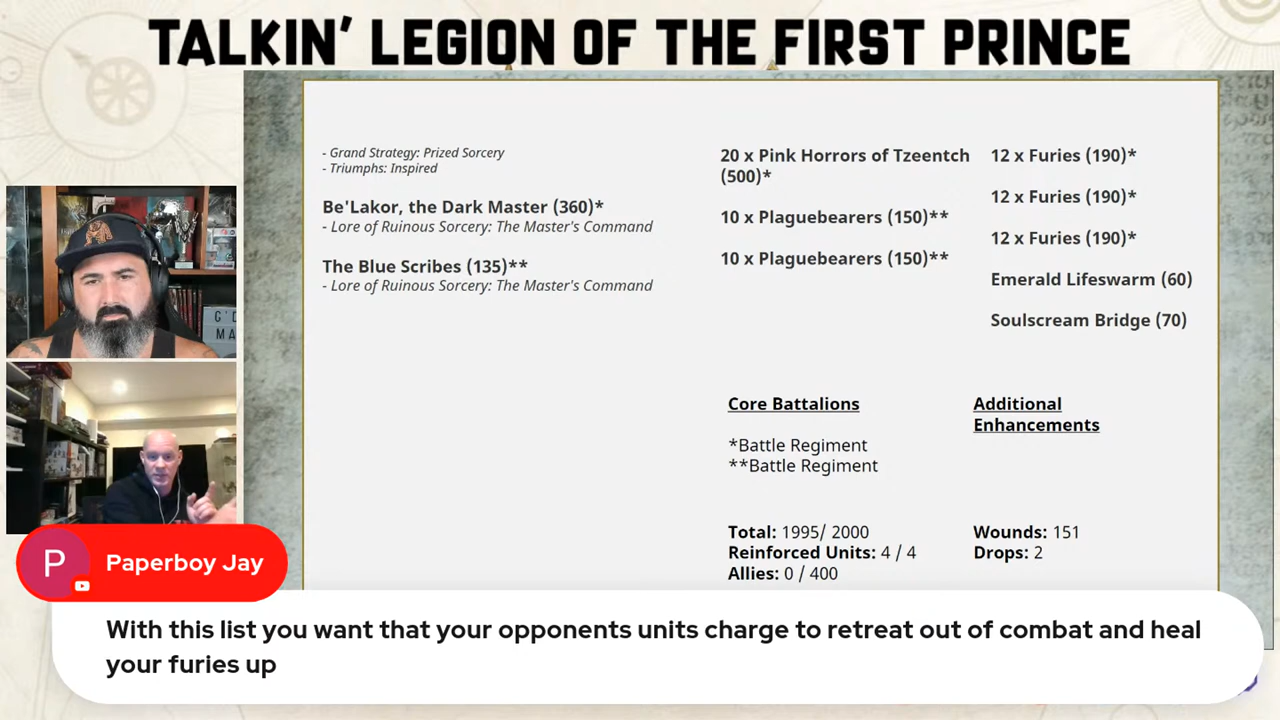 TALKIN' LEGION OF THE FIRST PRINCE
- Grand Strategy: Prized Sorcery
- Triumphs: Inspired
Be'Lakor, the Dark Master (360)*
- Lore of Ruinous Sorcery: The Master's Command
The Blue Scribes (135)**
- Lore of Ruinous Sorcery: The Master's Command
20 x Pink Horrors of Tzeentch
(500)*
10 x Plaguebearers (150)**
10 x Plaguebearers (150)**
12 x Furies (190)*
12 x Furies (190)*
12 x Furies (190)*
Emerald Lifeswarm (60)
Soulscream Bridge (70)
Core Battalions
*Battle Regiment
**Battle Regiment
Additional
Enhancements
Total: 1995/ 2000
Reinforced Units: 4 / 4
Allies: 0 / 400
Wounds: 151
Drops: 2
G'D
MA
P
Paperboy Jay
With this list you want that your opponents units charge to retreat out of combat and heal
your furies up